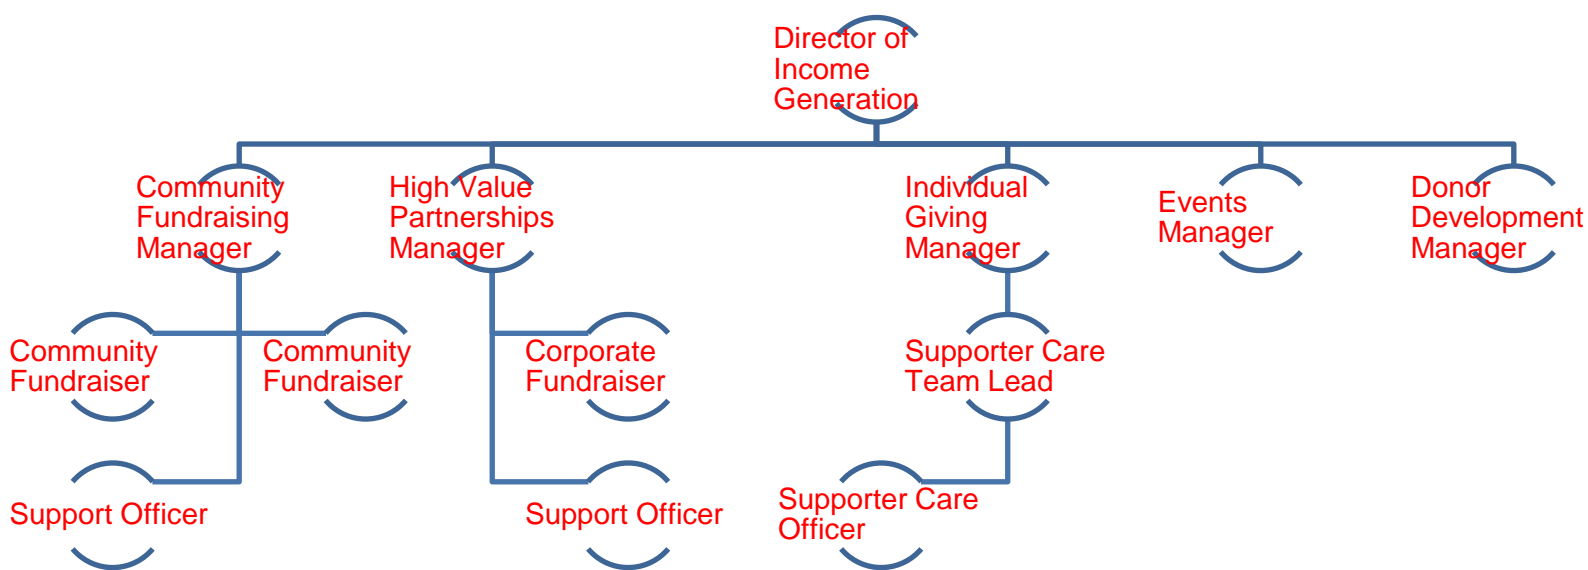 Director of
Income
Generation
Community
Fundraising
Manager
High Value
Partnerships
Manager
Individual
Giving
Manager
Events
Manager
Donor
Development
Manager
Community
Fundraiser
Community
Fundraiser
Corporate
Fundraiser
Supporter Care
Team Lead
Support Officer
Support Officer
Supporter Care
Officer